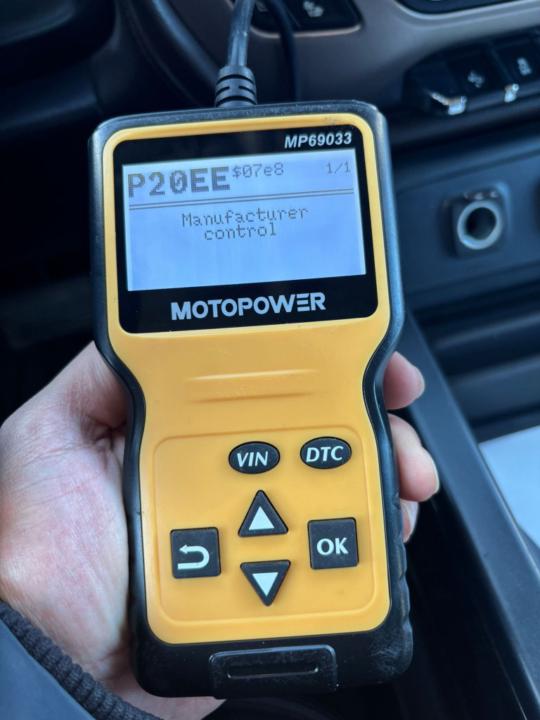 MP69033
P20EE $07e8 1/1
Manufacturer
control
MOTOPOWER
VIN DTC
OK